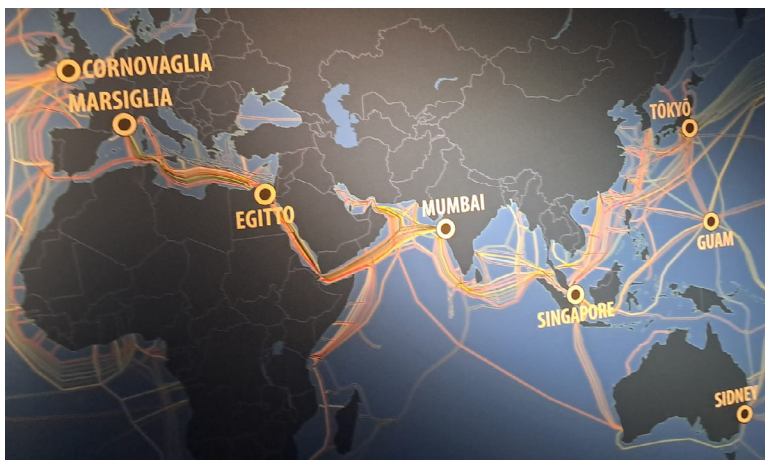 CORNOVAGLIA
MARSIGLIA
TŌKYŌ
EGITTO
MUMBAI
GUAM
SINGAPORE
SIDNEY